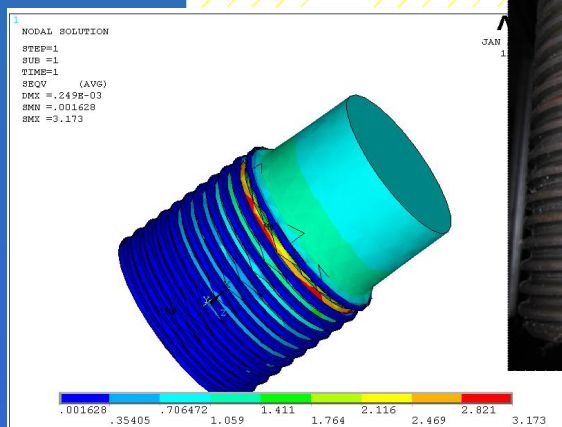 1
NODAL SOLUTION
STEP=1
SUB =1
TIME=1
SEQV (AVG)
DMX =.249E-03
SMN =.001628
SMX =3.173
JAN
.001628 .706472 1.411 2.116 2.821
.35405 1.059 1.764 2.469 3.173